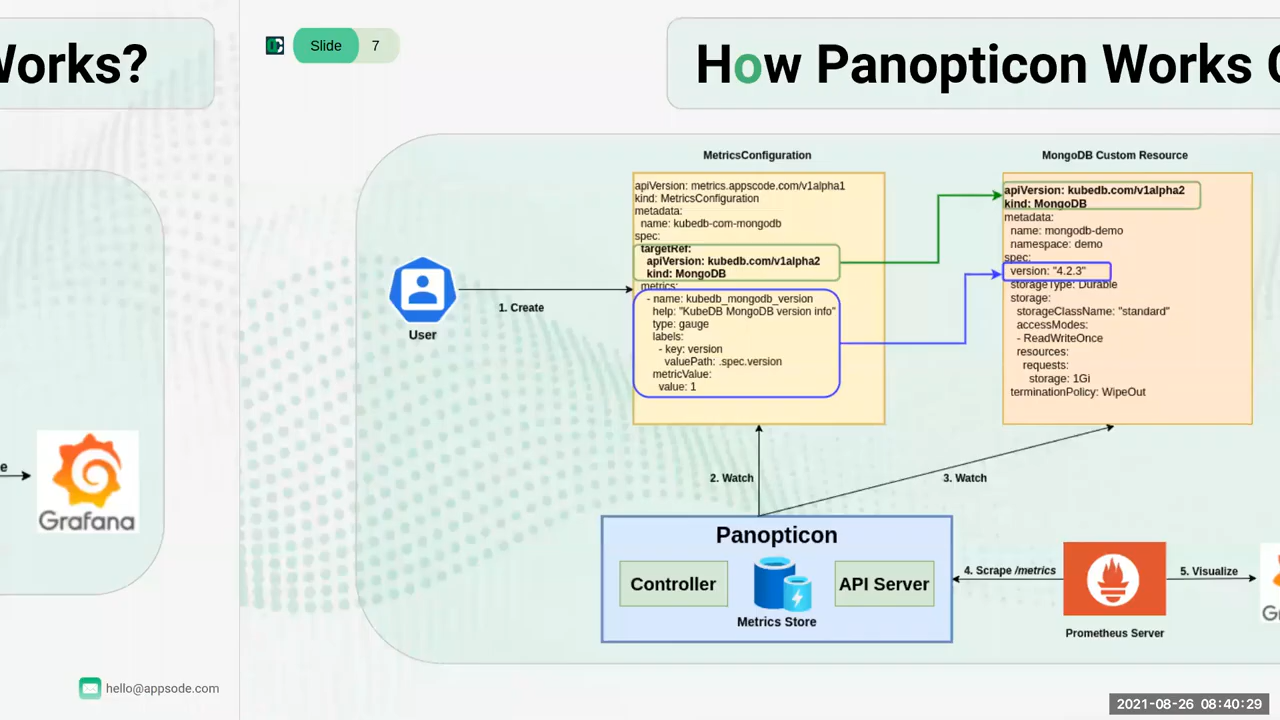 Works?
Slide 7
How Panopticon Works
MetricsConfiguration
apiVersion: metrics.appscode.com/v1alpha1
kind: MetricsConfiguration
metadata:
name: kubedb-com-mongodb
spec:
targetRef:
apiVersion: kubedb.com/v1alpha2
kind: MongoDB
metrics:
- name: kubedb_mongodb_version
help: "KubeDB MongoDB version info"
type: gauge
labels:
- key: version
valuePath: .spec.version
metricValue:
value: 1
MongoDB Custom Resource
apiVersion: kubedb.com/v1alpha2
kind: MongoDB
metadata:
name: mongodb-demo
namespace: demo
spec:
version: "4.2.3"
storageType: Durable
storage:
storageClassName: "standard"
accessModes:
- ReadWriteOnce
resources:
requests:
storage: 1Gi
terminationPolicy: WipeOut
User
1. Create
2. Watch
3. Watch
Panopticon
Controller
Metrics Store
API Server
4. Scrape /metrics
Prometheus Server
5. Visualize
Grafana
hello@appsode.com
2021-08-26 08:40:29